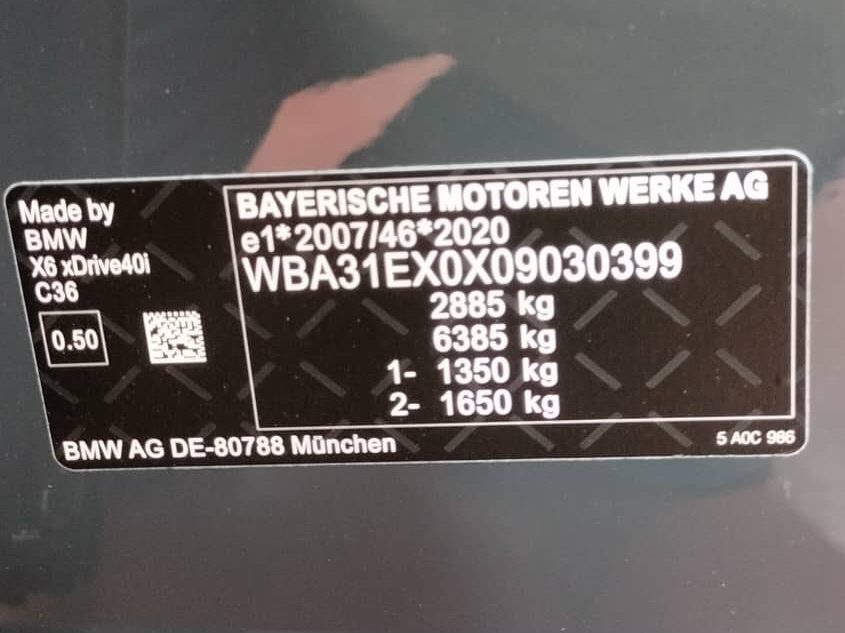 Made by
BMW
X6 xDrive40i
C36
0.50
BAYERISCHE MOTOREN WERKE AG
e1*2007/46*2020
WBA31EX0X09030399
2885 kg
6385 kg
1- 1350 kg
2- 1650 kg
BMW AG DE-80788 München
5 A0C 986